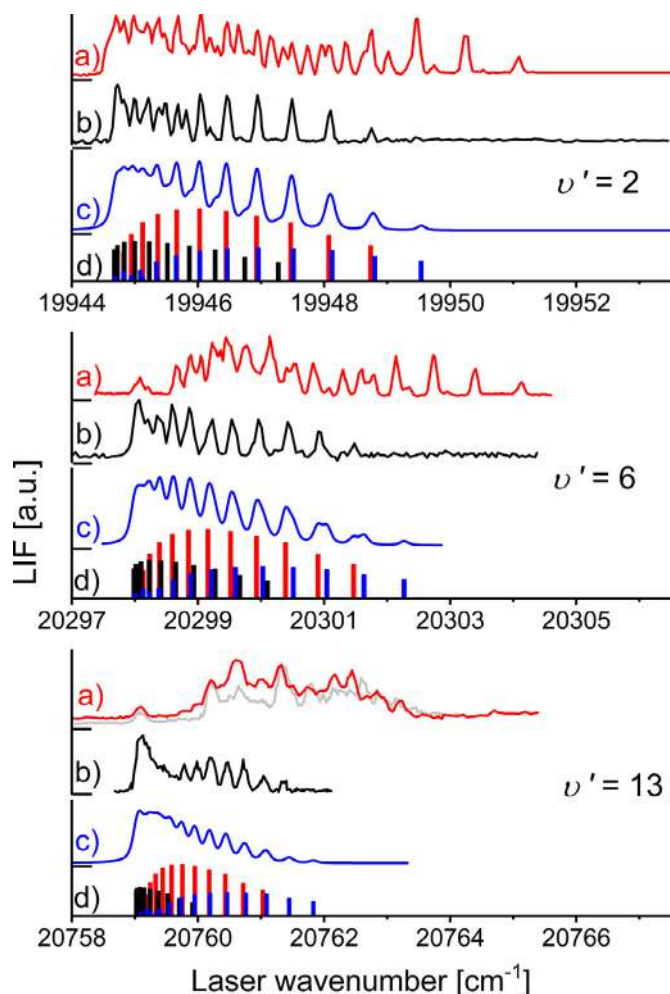 a)
b)
c)
υ′ = 2
d)
19944 19946 19948 19950 19952
a)
b)
υ′ = 6
c)
d)
20297 20299 20301 20303 20305
a)
b)
υ′ = 13
c)
d)
20758 20760 20762 20764 20766
LIF [a.u.]
Laser wavenumber [cm⁻¹]